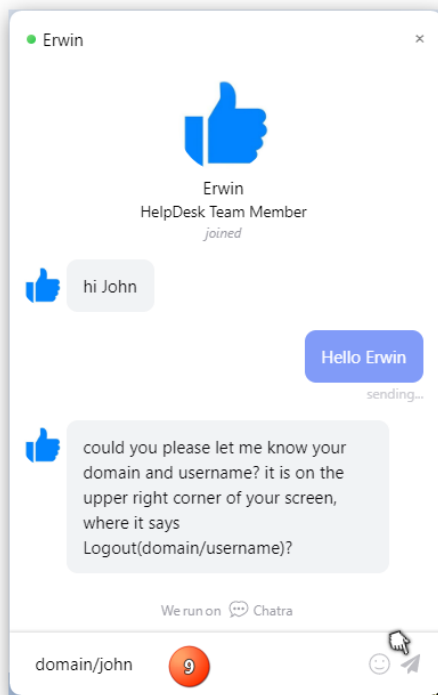 Erwin
Erwin
HelpDesk Team Member
joined
hi John
Hello Erwin
sending...
could you please let me know your
domain and username? it is on the
upper right corner of your screen,
where it says
Logout(domain/username)?
We run on Chatra
domain/john
9